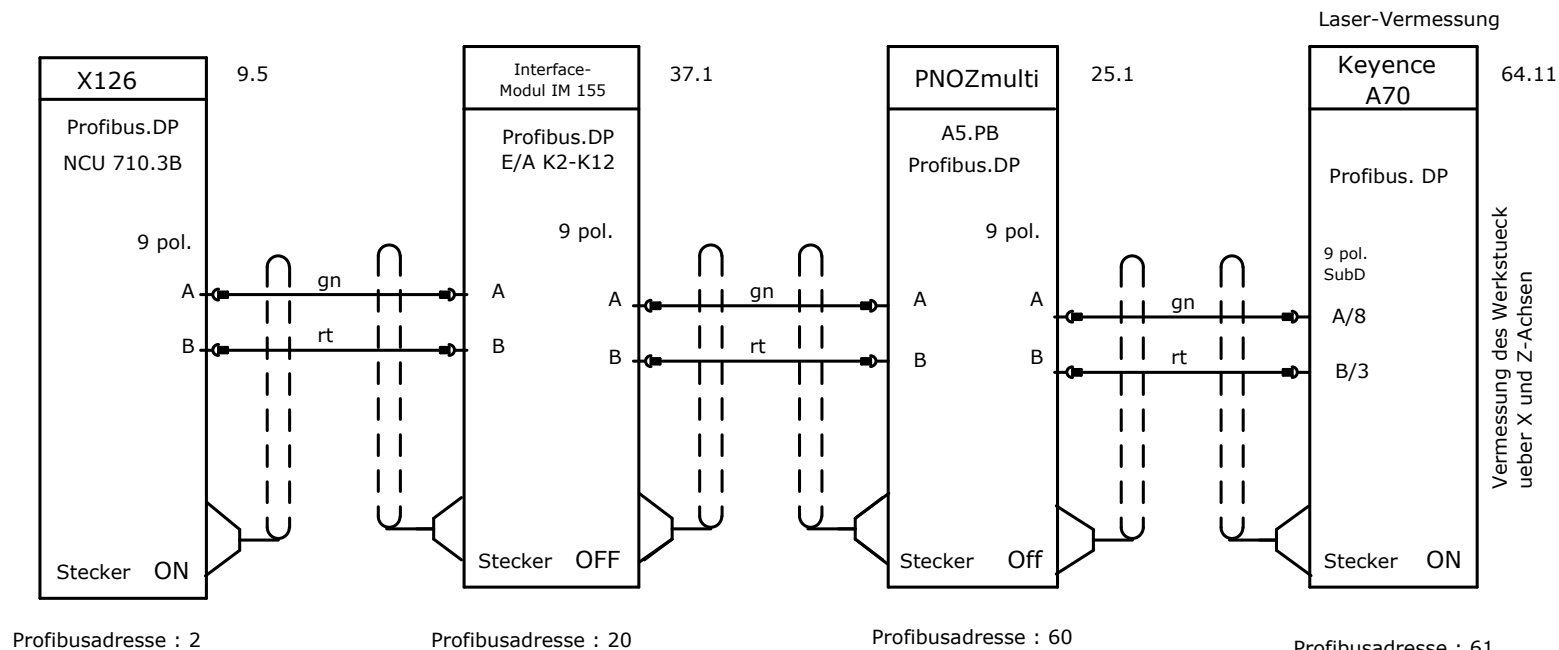 Laser-Vermessung
X126
9.5
Interface-
Modul IM 155
37.1
PNOZmulti
25.1
Keyence
A70
64.11
Profibus.DP
NCU 710.3B
9 pol.
A
B
Stecker ON
gn
rt
Profibus.DP
E/A K2-K12
9 pol.
A
B
A
B
Stecker OFF
gn
rt
A5.PB
Profibus.DP
9 pol.
A
B
A
B
Stecker Off
gn
rt
Profibus. DP
9 pol.
SubD
A/8
B/3
Stecker ON
Vermessung des Werkstueck
ueber X und Z-Achsen
Profibusadresse : 2
Profibusadresse : 20
Profibusadresse : 60
Profibusadresse : 61